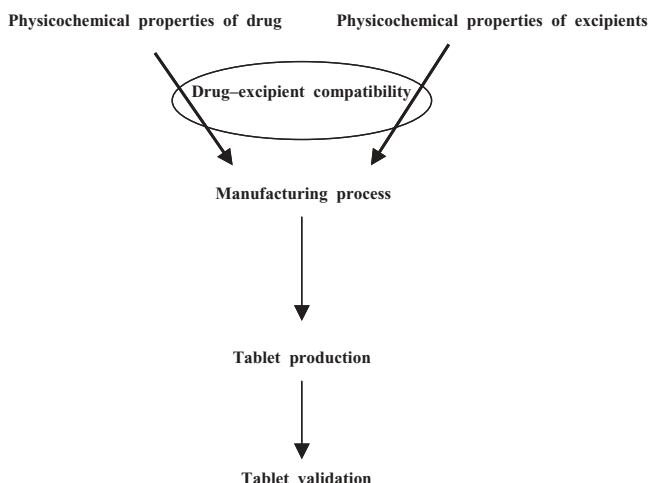 Physicochemical properties of drug
Physicochemical properties of excipients
Drug–excipient compatibility
Manufacturing process
Tablet production
Tablet validation